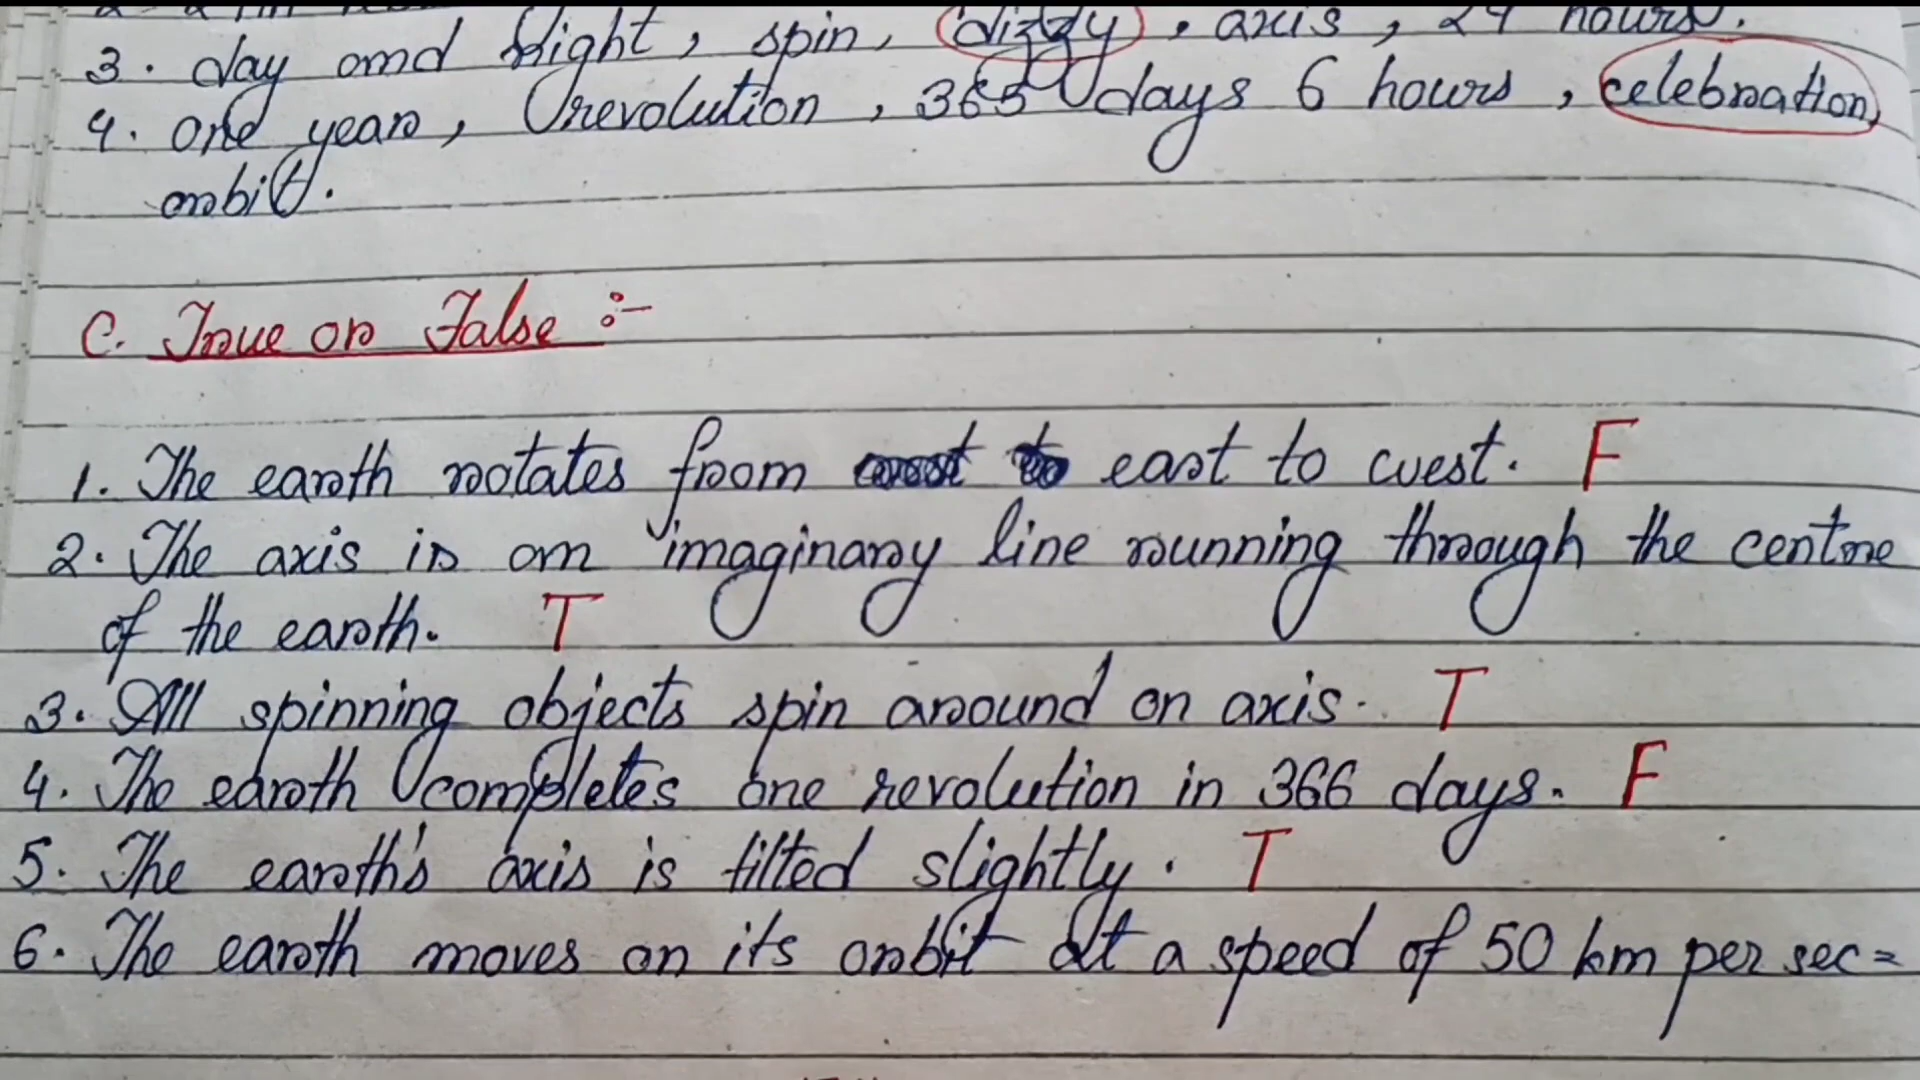 3. day and Night, spin, dizzy, axis, 24 hours.
4. One year, revolution, 365 days 6 hours, celebration,
orbit.
C. True or False :-
1. The earth rotates from east to west. F
2. The axis is an imaginary line running through the centre
of the earth. T
3. All spinning objects spin around on axis. T
4. The earth completes one revolution in 366 days. F
5. The earth's axis is tilted slightly. T
6. The earth moves on its orbit at a speed of 50 km per sec=